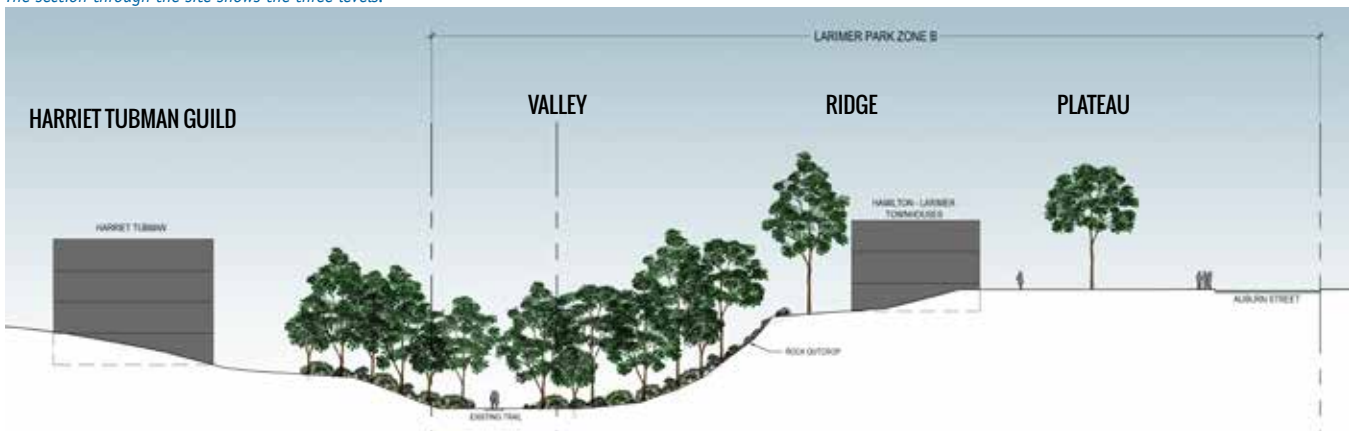 The section through the site shows the three levels.
LARIMER PARK ZONE B
HARRIET TUBMAN GUILD
VALLEY
RIDGE
PLATEAU
HARRIET TUBMAN
HAMILTON - LARIMER
TOWNHOUSES
AUBURN STREET
ROCK OUTCROP
EXISTING TRAIL